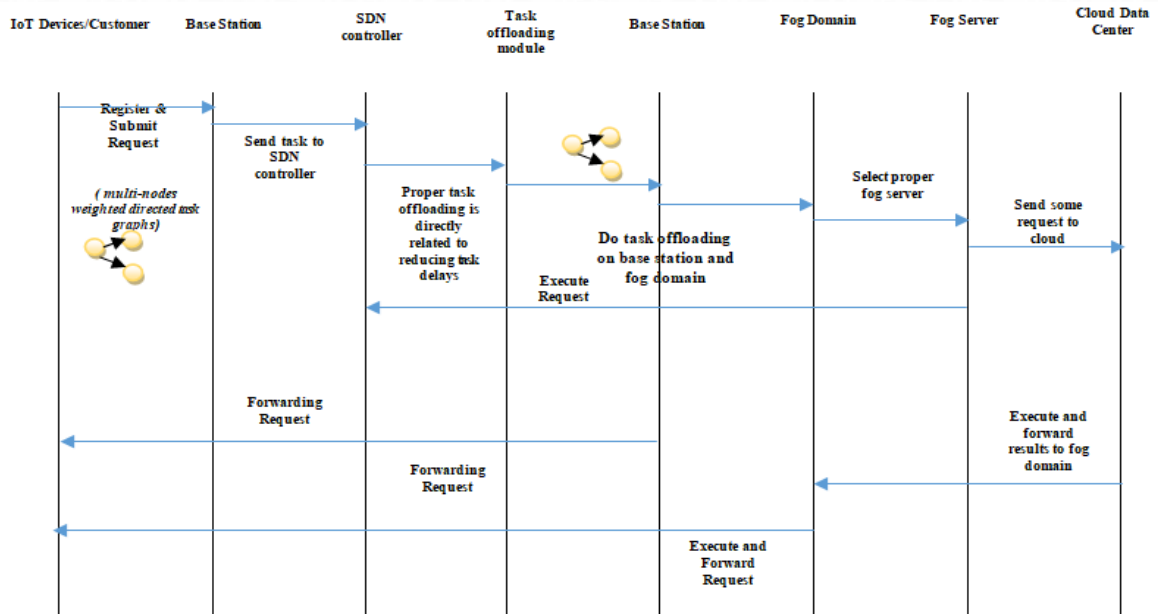 IoT Devices/Customer
Base Station
SDN
controller
Task
offloading
module
Base Station
Fog Domain
Fog Server
Cloud Data
Center
Register &
Submit
Request
( multi-nodes
weighted directed task
graphs)
Send task to
SDN
controller
Proper task
offloading is
directly
related to
reducing task
delays
Do task offloading
on base station and
fog domain
Select proper
fog server
Send some
request to
cloud
Execute
Request
Forwarding
Request
Forwarding
Request
Execute and
forward
results to fog
domain
Execute and
Forward
Request